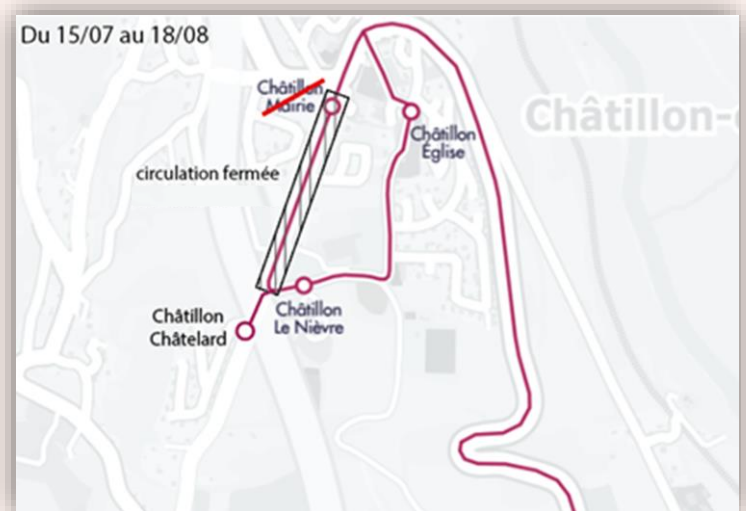 Du 15/07 au 18/08
Châtillon
Mairie
Châtillon-
Châtillon
Église
circulation fermée
Châtillon
Châtelard
Châtillon
Le Nièvre